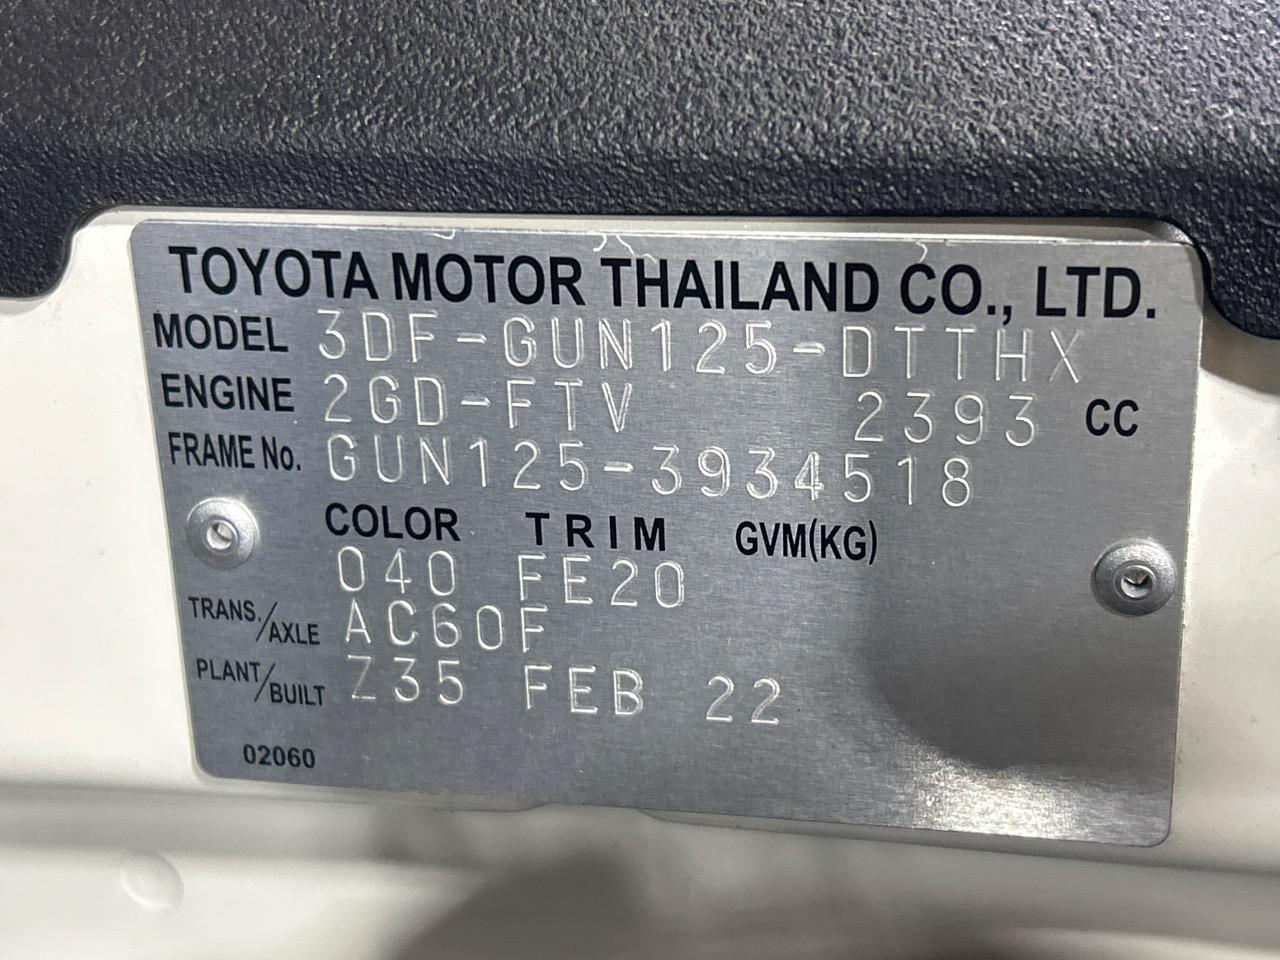 TOYOTA MOTOR THAILAND CO., LTD.
MODEL 3DF-GUN125-DTTHX
ENGINE 2GD-FTV 2393 CC
FRAME No. GUN125-3934518
COLOR TRIM GVM(KG)
040 FE20
TRANS./AXLE AC60F
PLANT/BUILT Z35 FEB 22
02060